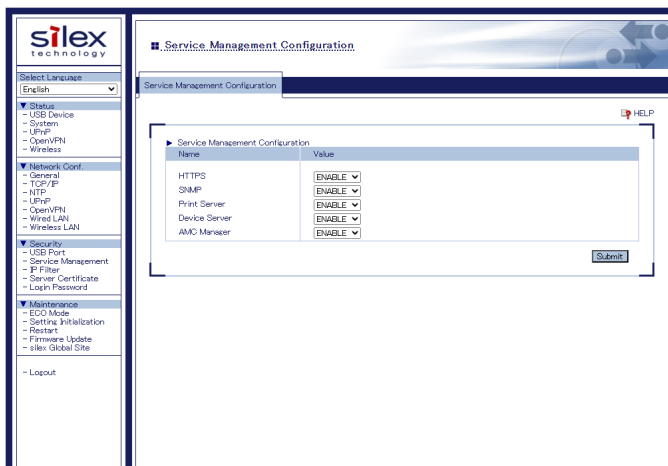 silex
technology
Select Language
English
▼ Status
- USB Device
- System
- UPnP
- OpenVPN
- Wireless
▼ Network Conf.
- General
- TCP/IP
- NTP
- UPnP
- OpenVPN
- Wired LAN
- Wireless LAN
▼ Security
- USB Port
- Service Management
- IP Filter
- Server Certificate
- Login Password
▼ Maintenance
- ECO Mode
- Setting Initialization
- Restart
- Firmware Update
- silex Global Site
- Logout
Service Management Configuration
Service Management Configuration
HELP
Service Management Configuration
Name Value
HTTPS ENABLE
SNMP ENABLE
Print Server ENABLE
Device Server ENABLE
AMC Manager ENABLE
Submit